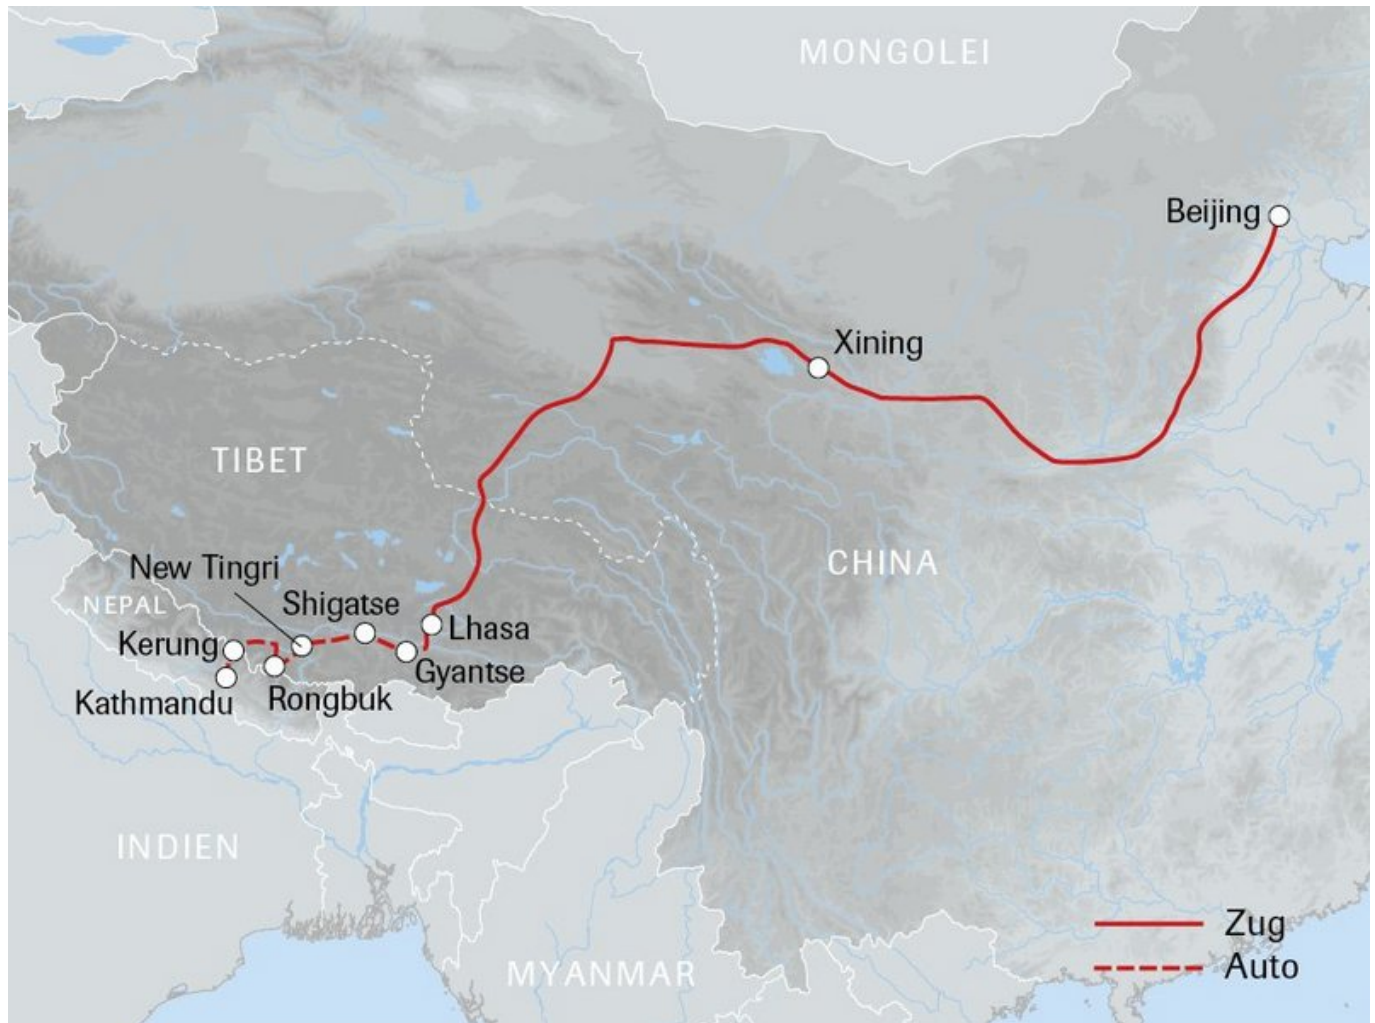 MONGOLEI
Beijing
Xining
TIBET
CHINA
New Tingri
Shigatse
NEPAL
Lhasa
Kerung
Gyantse
Rongbuk
Kathmandu
INDIEN
MYANMAR
Zug
Auto